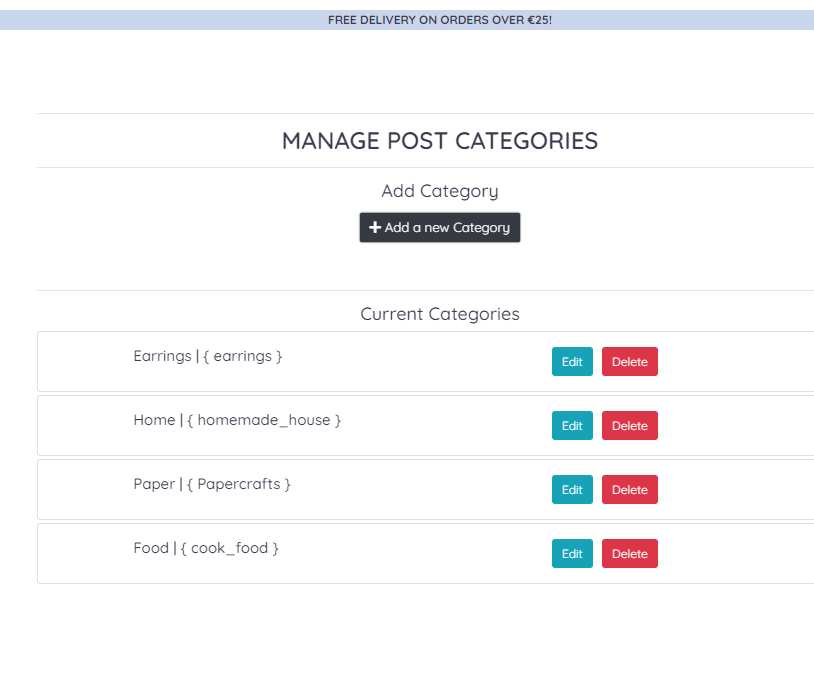 FREE DELIVERY ON ORDERS OVER €25!
MANAGE POST CATEGORIES
Add Category
+ Add a new Category
Current Categories
Earrings | { earrings } Edit Delete
Home | { homemade_house } Edit Delete
Paper | { Papercrafts } Edit Delete
Food | { cook_food } Edit Delete